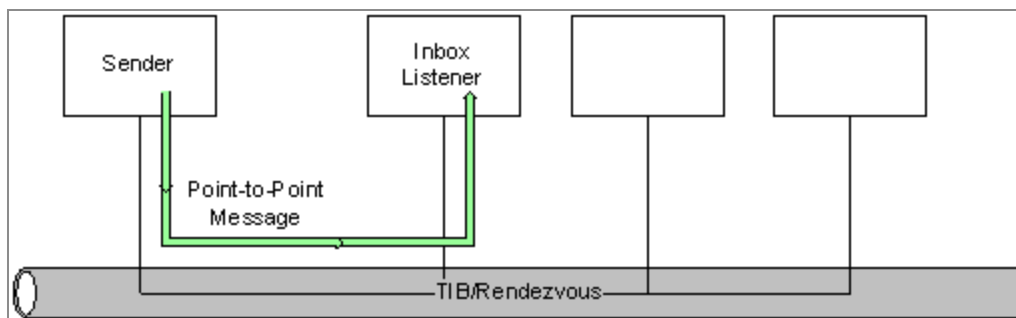 Sender
Inbox
Listener
Point-to-Point
Message
TIB/Rendezvous